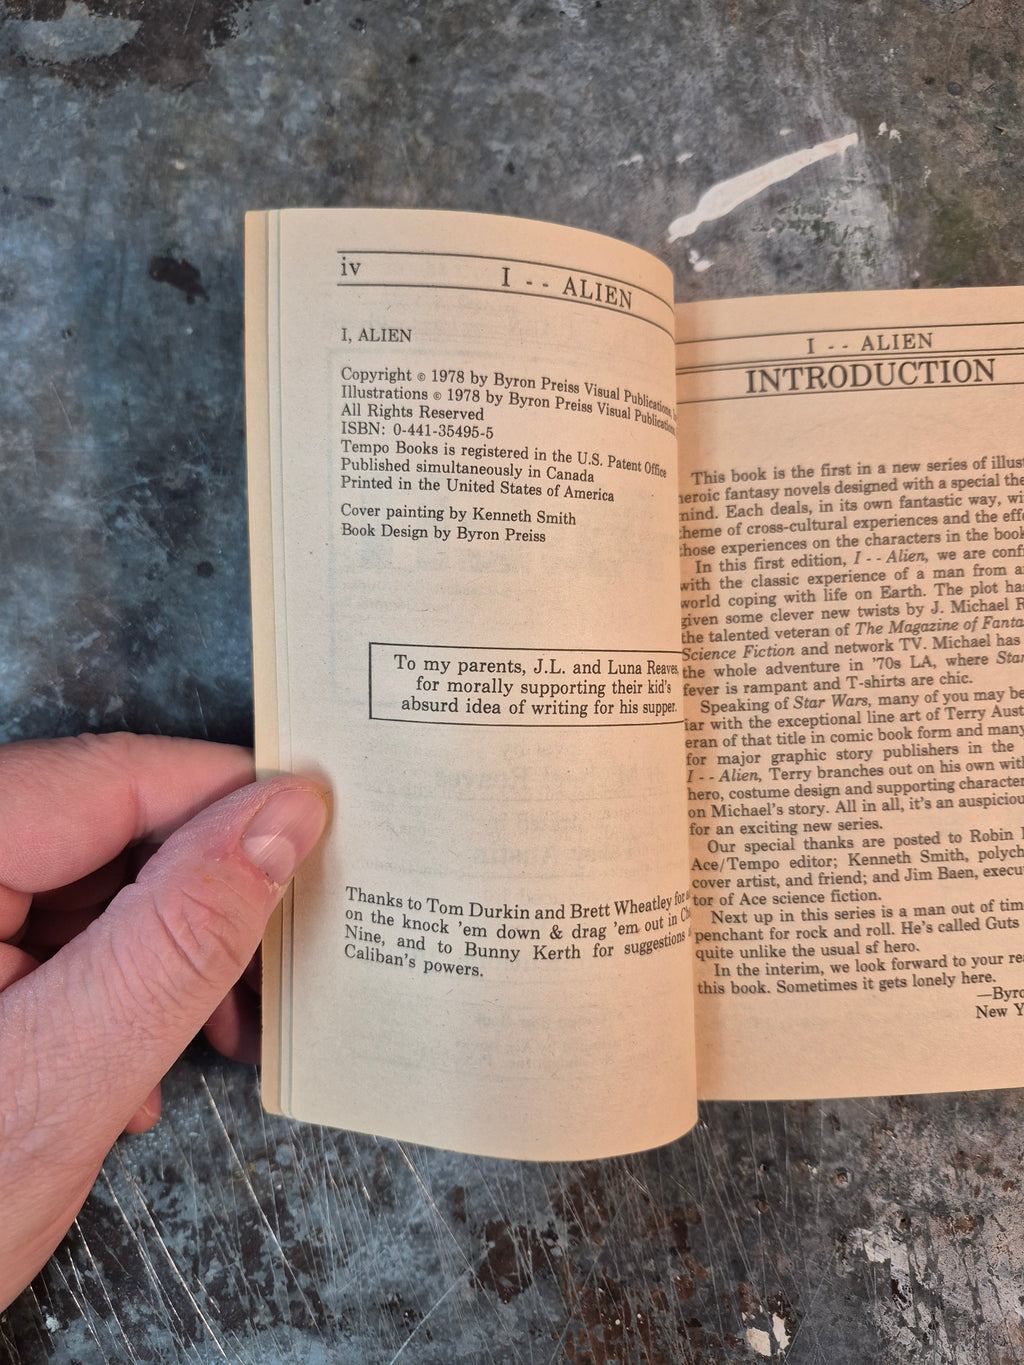 iv
I - - ALIEN
I, ALIEN
Copyright © 1978 by Byron Preiss Visual Publications,
Illustrations © 1978 by Byron Preiss Visual Publications,
All Rights Reserved
ISBN: 0-441-35495-5
Tempo Books is registered in the U.S. Patent Office
Published simultaneously in Canada
Printed in the United States of America
Cover painting by Kenneth Smith
Book Design by Byron Preiss
To my parents, J.L. and Luna Reaves,
for morally supporting their kid's
absurd idea of writing for his supper.
Thanks to Tom Durkin and Brett Wheatley for
on the knock 'em down & drag 'em out in
Nine, and to Bunny Kerth for suggestions
Caliban's powers.
I - - ALIEN
INTRODUCTION
This book is the first in a new series of
heroic fantasy novels designed with a special
mind. Each deals, in its own fantastic way,
theme of cross-cultural experiences and the
those experiences on the characters in the book
In this first edition, I - - Alien, we are
with the classic experience of a man from
world coping with life on Earth. The plot
given some clever new twists by J. Michael
the talented veteran of The Magazine of
Science Fiction and network TV. Michael has
the whole adventure in '70s LA, where Star
fever is rampant and T-shirts are chic.
Speaking of Star Wars, many of you may be
iar with the exceptional line art of Terry
eran of that title in comic book form and many
for major graphic story publishers in the
I - - Alien, Terry branches out on his own
hero, costume design and supporting
on Michael's story. All in all, it's an
for an exciting new series.
Our special thanks are posted to Robin
Ace/Tempo editor; Kenneth Smith,
cover artist, and friend; and Jim Baen,
tor of Ace science fiction.
Next up in this series is a man out of
penchant for rock and roll. He's called Guts
quite unlike the usual sf hero.
In the interim, we look forward to your
this book. Sometimes it gets lonely here.
—
New